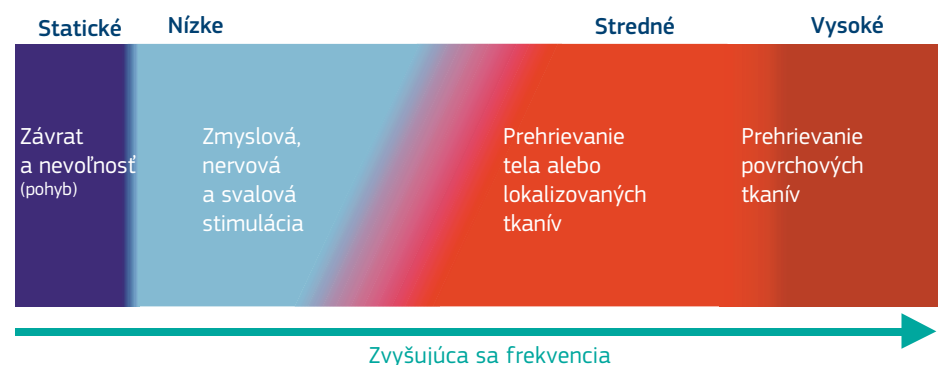 Statické Nízke Stredné Vysoké
Závrat
a nevoľnosť
(pohyb)
Zmyslová,
nervová
a svalová
stimulácia
Prehrievanie
tela alebo
lokalizovaných
tkanív
Prehrievanie
povrchových
tkanív
Zvyšujúca sa frekvencia